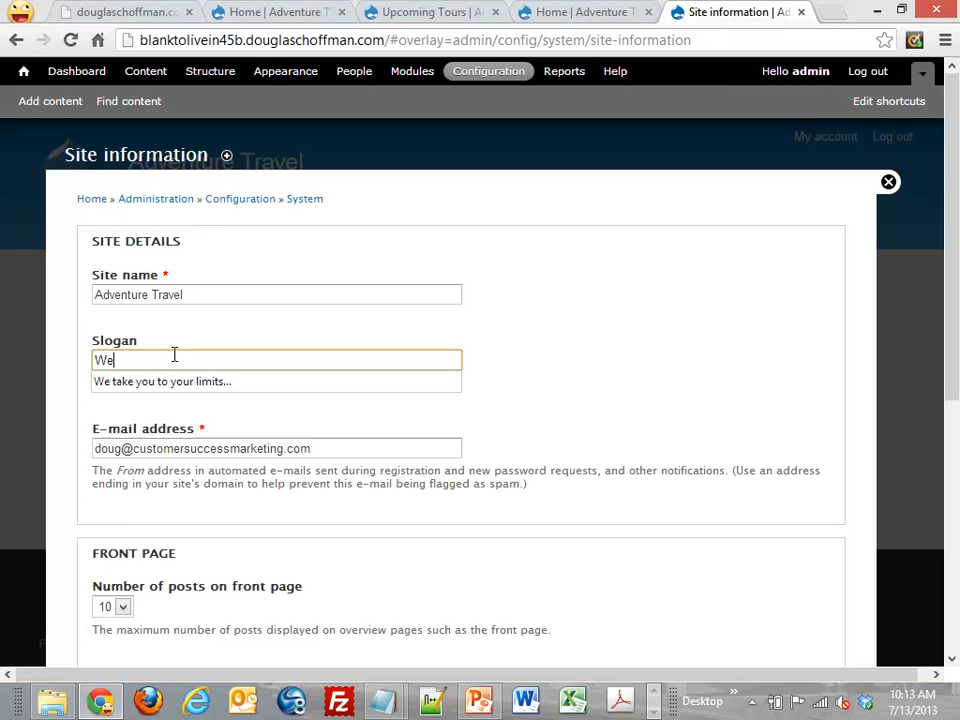 douglaschoffman.cc
Home | Adventure T
Upcoming Tours | A
Home | Adventure T
Site information | Ad
blanktolivein45b.douglaschoffman.com/#overlay=admin/config/system/site-information
Dashboard Content Structure Appearance People Modules Configuration Reports Help Hello admin Log out
Add content Find content Edit shortcuts
My account Log out
Site information
Adventure Travel
Home » Administration » Configuration » System
SITE DETAILS
Site name *
Adventure Travel
Slogan
We
We take you to your limits...
E-mail address *
doug@customersuccessmarketing.com
The From address in automated e-mails sent during registration and new password requests, and other notifications. (Use an address
ending in your site's domain to help prevent this e-mail being flagged as spam.)
FRONT PAGE
Number of posts on front page
10
The maximum number of posts displayed on overview pages such as the front page.
Desktop
10:13 AM
7/13/2013